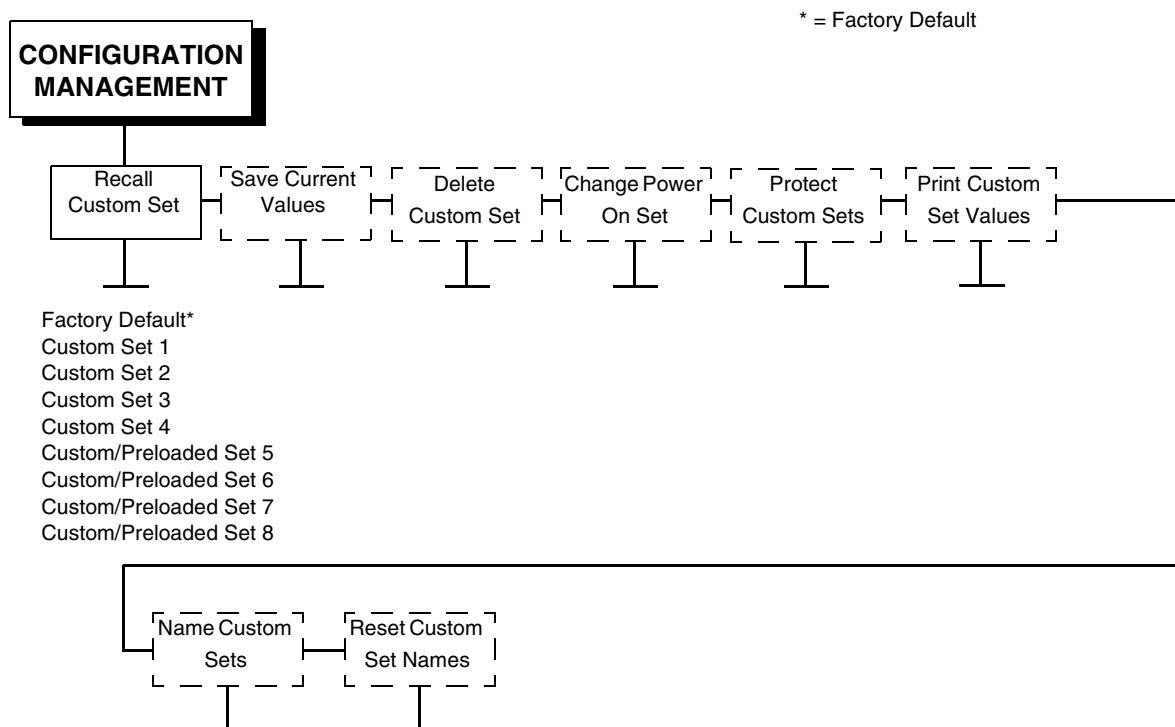 * = Factory Default
CONFIGURATION
MANAGEMENT
Recall
Custom Set
Save Current
Values
Delete
Custom Set
Change Power
On Set
Protect
Custom Sets
Print Custom
Set Values
Factory Default*
Custom Set 1
Custom Set 2
Custom Set 3
Custom Set 4
Custom/Preloaded Set 5
Custom/Preloaded Set 6
Custom/Preloaded Set 7
Custom/Preloaded Set 8
Name Custom
Sets
Reset Custom
Set Names